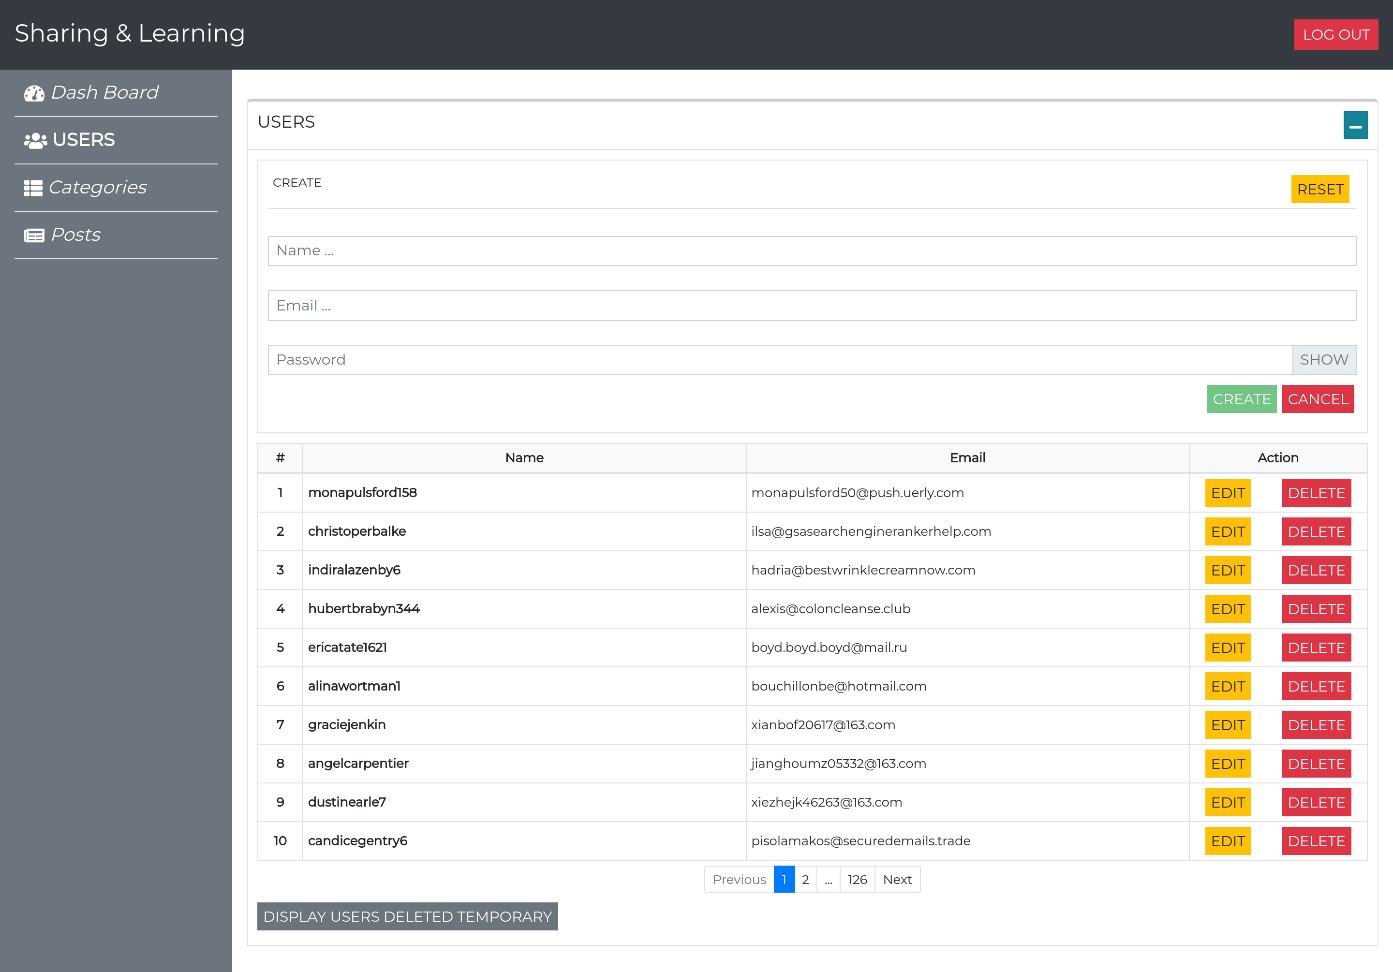 Sharing & Learning
LOG OUT
Dash Board
USERS
Categories
Posts
USERS
CREATE
RESET
Name ...
Email ...
Password
SHOW
CREATE CANCEL
# Name Email Action
1 monapulsford158 monapulsford50@push.uerly.com EDIT DELETE
2 christoperbalke ilsa@gsasearchenginerankerhelp.com EDIT DELETE
3 indiralazenby6 hadria@bestwrinklecreamnow.com EDIT DELETE
4 hubertbrabyn344 alexis@coloncleanse.club EDIT DELETE
5 ericatate1621 boyd.boyd.boyd@mail.ru EDIT DELETE
6 alinawortman1 bouchillonbe@hotmail.com EDIT DELETE
7 graciejenkin xianbof20617@163.com EDIT DELETE
8 angelcarpentier jianghoumz05332@163.com EDIT DELETE
9 dustinearle7 xiezhejk46263@163.com EDIT DELETE
10 candicegentry6 pisolamakos@securedemails.trade EDIT DELETE
Previous 1 2 ... 126 Next
DISPLAY USERS DELETED TEMPORARY